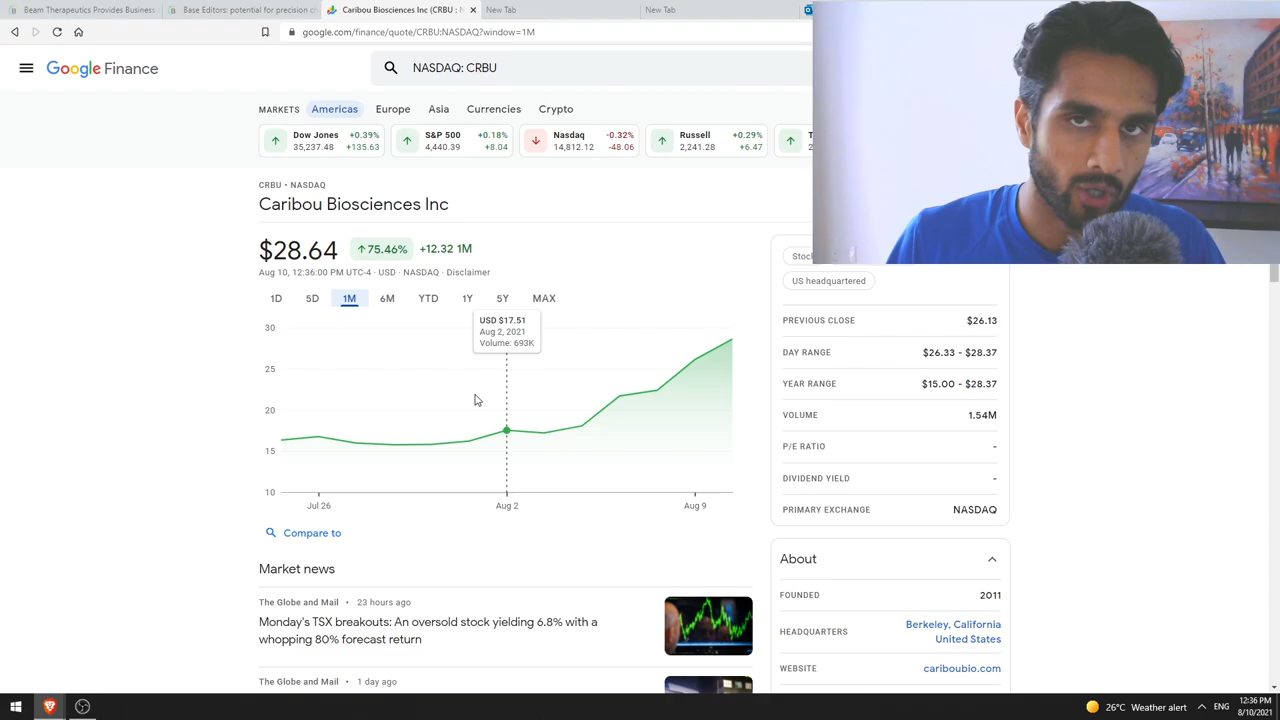 Beam Therapeutics Provides Business
Base Editors: potential for precision c
Caribou Biosciences Inc (CRBU : N
New Tab
New Tab
google.com/finance/quote/CRBU:NASDAQ?window=1M
Google Finance
NASDAQ: CRBU
MARKETS Americas Europe Asia Currencies Crypto
Dow Jones +0.39%
35,237.48 +135.63
S&P 500 +0.18%
4,440.39 +8.04
Nasdaq -0.32%
14,812.12 -48.06
Russell +0.29%
2,241.28 +6.47
CRBU • NASDAQ
Caribou Biosciences Inc
$28.64 75.46% +12.32 1M
Aug 10, 12:36:00 PM UTC-4 · USD · NASDAQ · Disclaimer
1D 5D 1M 6M YTD 1Y 5Y MAX
USD $17.51
Aug 2, 2021
Volume: 693K
30
25
20
15
10
Jul 26 Aug 2 Aug 9
Compare to
Market news
The Globe and Mail • 23 hours ago
Monday's TSX breakouts: An oversold stock yielding 6.8% with a
whopping 80% forecast return
The Globe and Mail • 1 day ago
Stoc
US headquartered
PREVIOUS CLOSE $26.13
DAY RANGE $26.33 - $28.37
YEAR RANGE $15.00 - $28.37
VOLUME 1.54M
P/E RATIO -
DIVIDEND YIELD -
PRIMARY EXCHANGE NASDAQ
About
FOUNDED 2011
HEADQUARTERS Berkeley, California
United States
WEBSITE cariboubio.com
26°C Weather alert ENG
12:36 PM
8/10/2021